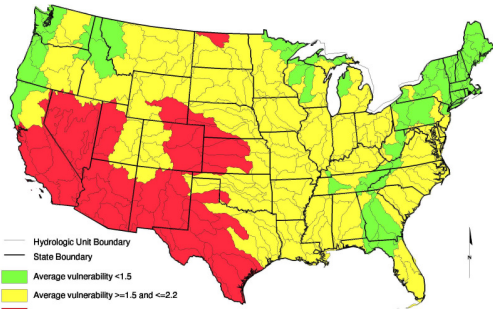 N
Hydrologic Unit Boundary
State Boundary
Average vulnerability <1.5
Average vulnerability >=1.5 and <=2.2